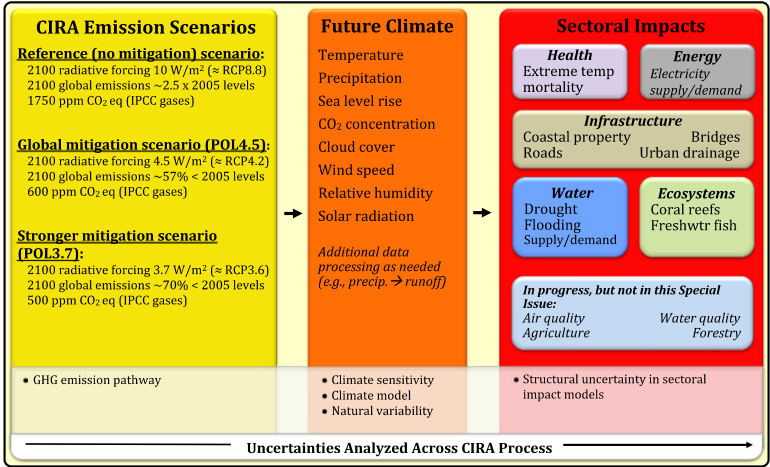 CIRA Emission Scenarios
Reference (no mitigation) scenario:
2100 radiative forcing 10 W/m² (≈ RCP8.8)
2100 global emissions ~2.5 x 2005 levels
1750 ppm CO₂ eq (IPCC gases)
Global mitigation scenario (POL4.5):
2100 radiative forcing 4.5 W/m² (≈ RCP4.2)
2100 global emissions ~57% < 2005 levels
600 ppm CO₂ eq (IPCC gases)
Stronger mitigation scenario
(POL3.7):
2100 radiative forcing 3.7 W/m² (≈ RCP3.6)
2100 global emissions ~70% < 2005 levels
500 ppm CO₂ eq (IPCC gases)
• GHG emission pathway
Future Climate
Temperature
Precipitation
Sea level rise
CO₂ concentration
Cloud cover
Wind speed
Relative humidity
Solar radiation
Additional data
processing as needed
(e.g., precip. → runoff)
• Climate sensitivity
• Climate model
• Natural variability
Sectoral Impacts
Health
Extreme temp
mortality
Energy
Electricity
supply/demand
Infrastructure
Coastal property Bridges
Roads Urban drainage
Water
Drought
Flooding
Supply/demand
Ecosystems
Coral reefs
Freshwtr fish
In progress, but not in this Special
Issue:
Air quality Water quality
Agriculture Forestry
• Structural uncertainty in sectoral
impact models
Uncertainties Analyzed Across CIRA Process